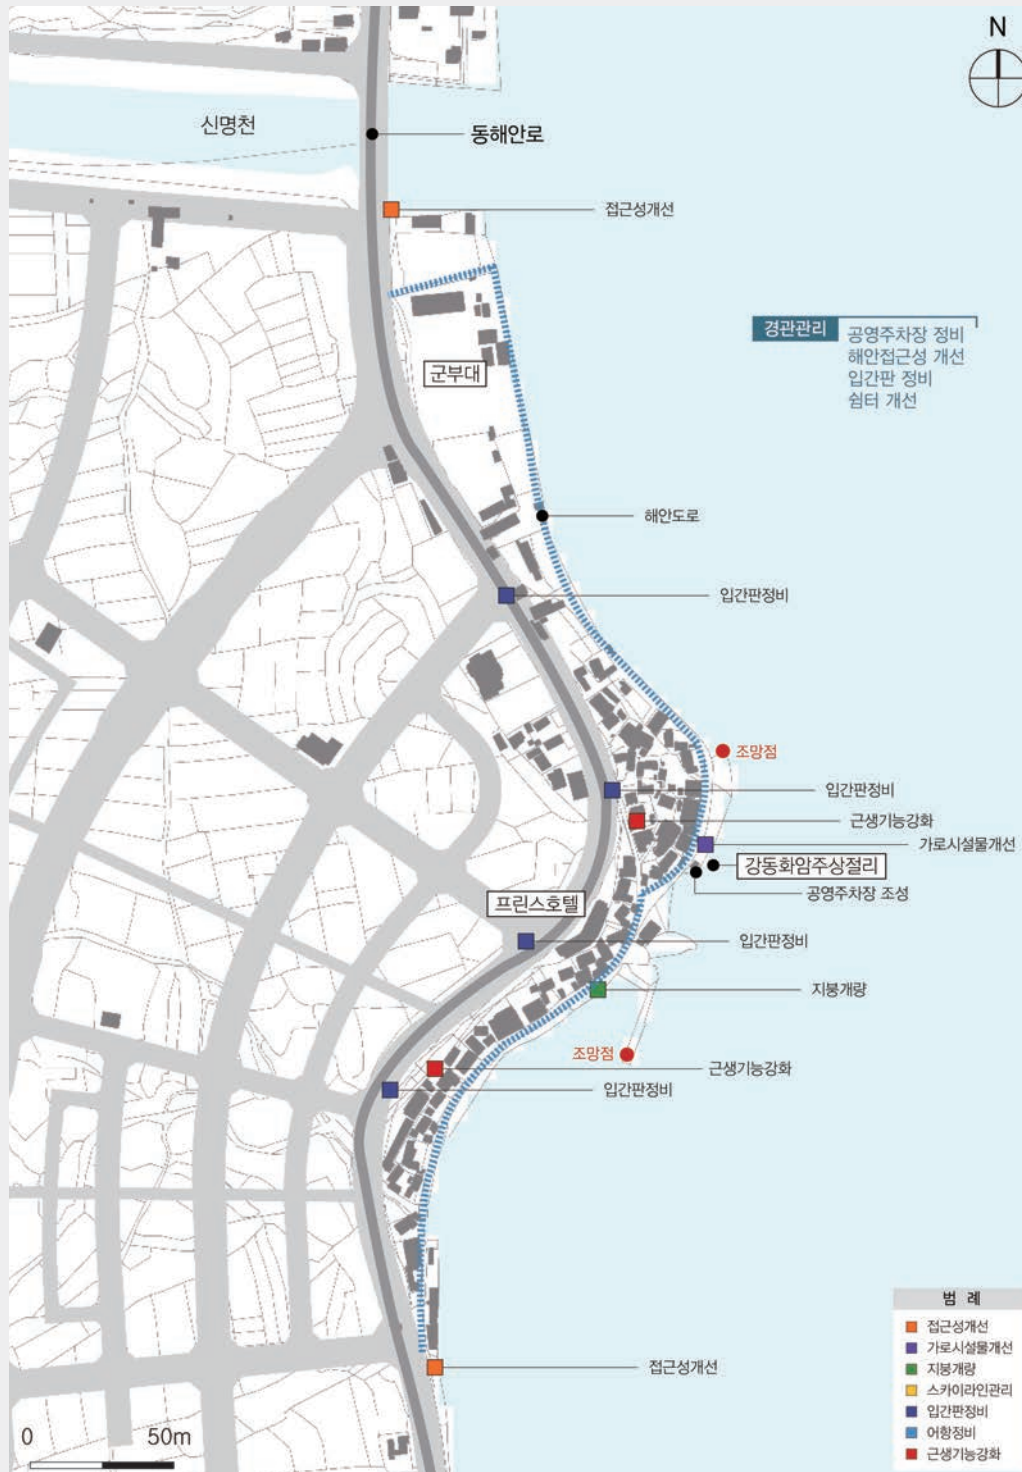 N
신명천
동해안로
접근성개선
경관관리
공영주차장 정비
해안접근성 개선
입간판 정비
쉼터 개선
군부대
해안도로
입간판정비
조망점
입간판정비
근생기능강화
가로시설물개선
강동화암주상절리
공영주차장 조성
프린스호텔
입간판정비
지붕개량
조망점
근생기능강화
입간판정비
접근성개선
범 례
접근성개선
가로시설물개선
지붕개량
스카이라인관리
입간판정비
어항정비
근생기능강화
0 50m